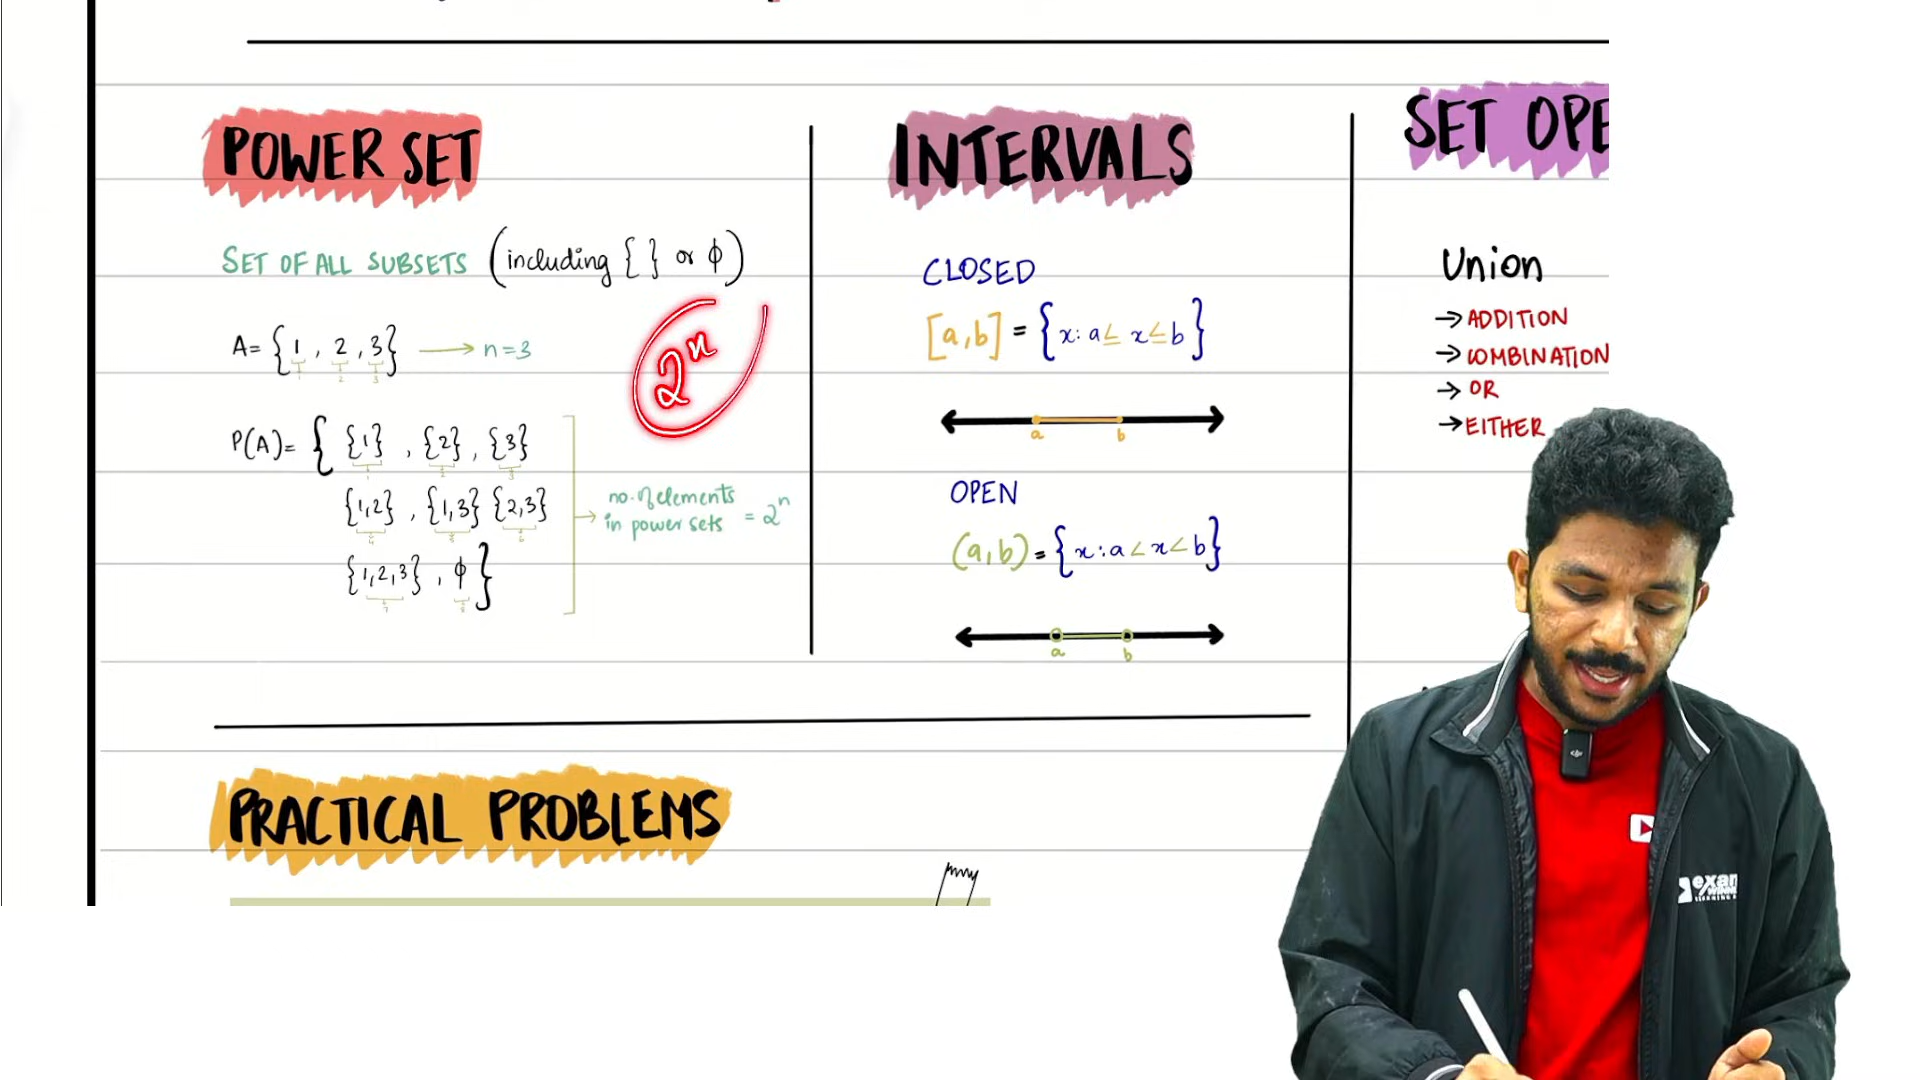 POWER SET
SET OF ALL SUBSETS (including { } or ϕ)
A= {1 , 2 , 3} → n=3
2ⁿ
P(A)= { {1} , {2} , {3}
{1,2} , {1,3} {2,3}
{1,2,3} , ϕ }
no. of elements
in power sets = 2ⁿ
INTERVALS
CLOSED
[a,b] = {x: a≤ x≤b}
a b
OPEN
(a,b) = {x : a<x<b}
a b
SET OPE
Union
→ ADDITION
→ COMBINATION
→ OR
→ EITHER
PRACTICAL PROBLEMS
exam